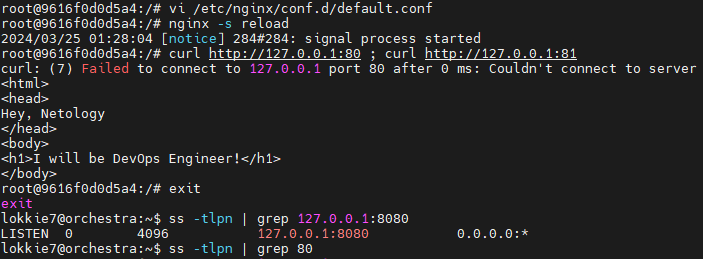 root@9616f0d0d5a4:/# vi /etc/nginx/conf.d/default.conf
root@9616f0d0d5a4:/# nginx -s reload
2024/03/25 01:28:04 [notice] 284#284: signal process started
root@9616f0d0d5a4:/# curl http://127.0.0.1:80 ; curl http://127.0.0.1:81
curl: (7) Failed to connect to 127.0.0.1 port 80 after 0 ms: Couldn't connect to server
<html>
<head>
Hey, Netology
</head>
<body>
<h1>I will be DevOps Engineer!</h1>
</body>
root@9616f0d0d5a4:/# exit
exit
lokkie7@orchestra:~$ ss -tlpn | grep 127.0.0.1:8080
LISTEN  0        4096           127.0.0.1:8080           0.0.0.0:*
lokkie7@orchestra:~$ ss -tlpn | grep 80